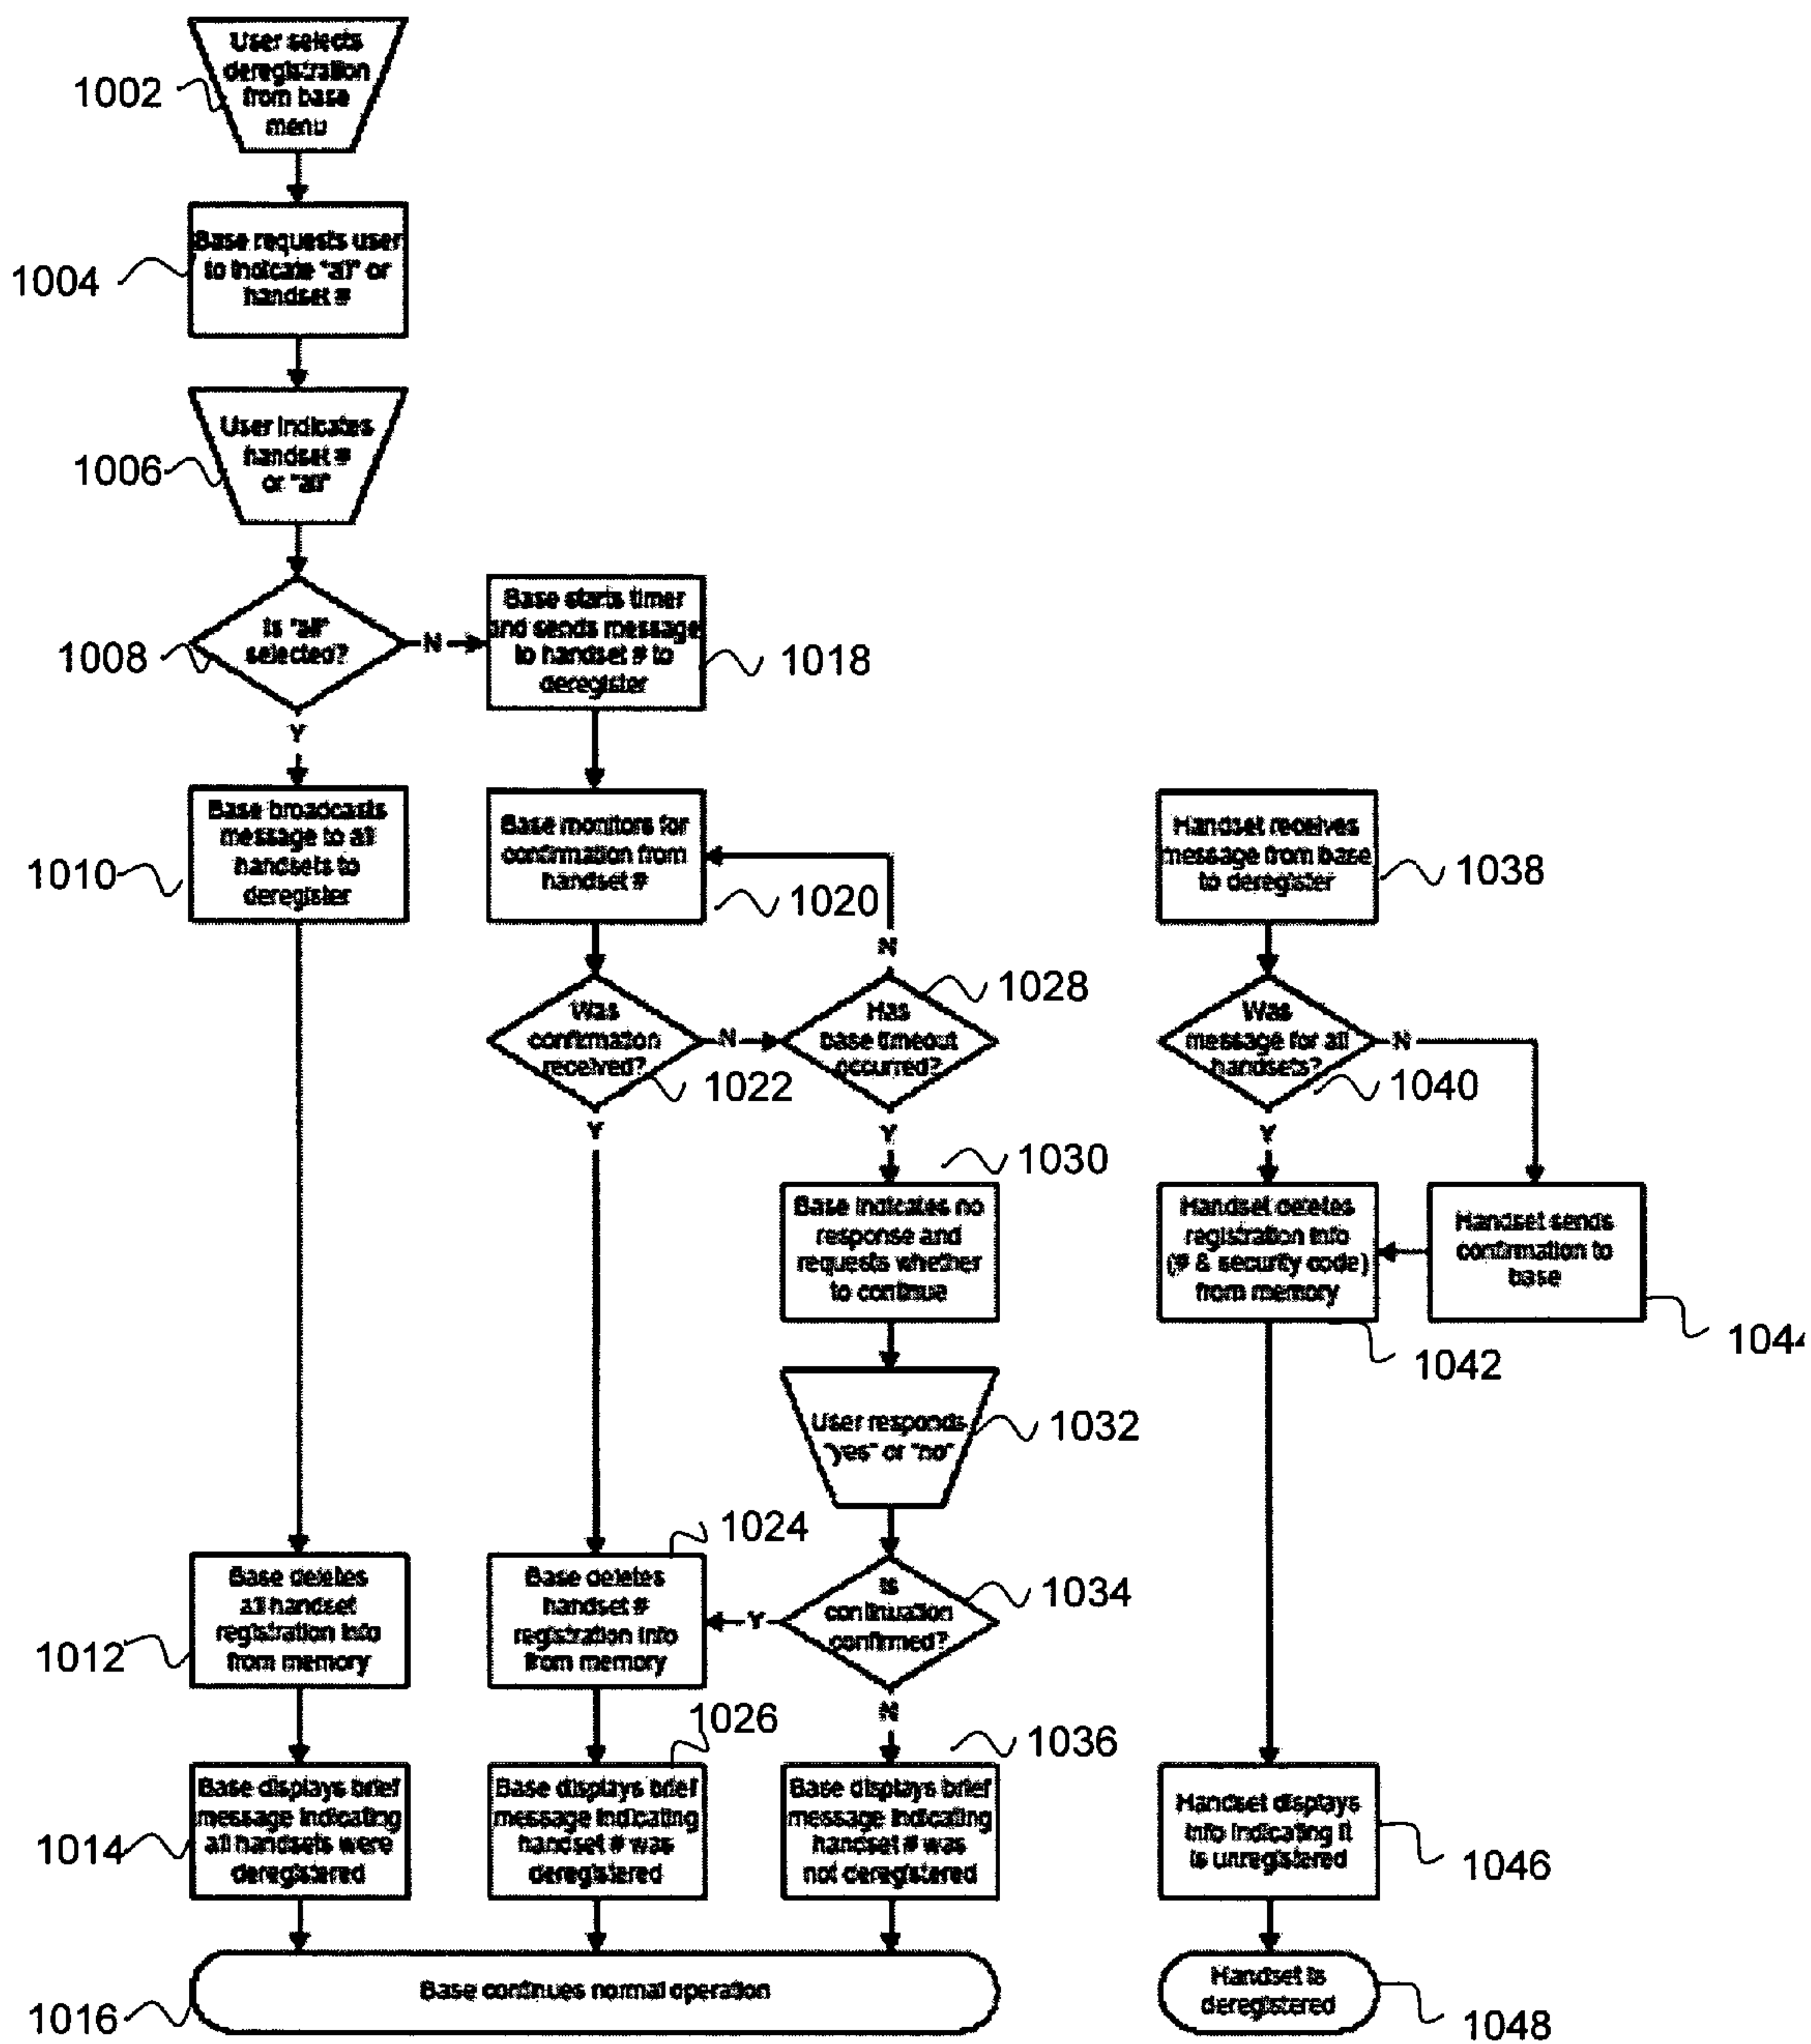 User selects
deregistration
from base
menu
1002
Base requests user
to indicate "all" or
handset #
1004
User indicates
handset #
or "all"
1006
Is "all"
selected?
1008
N
Y
Base starts timer
and sends message
to handset # to
deregister
1018
Base broadcasts
message to all
handsets to
deregister
1010
Base monitors for
confirmation from
handset #
1020
Was
confirmation
received?
1022
N
Y
Has
base timeout
occurred?
1028
N
Y
Base indicates no
response and
requests whether
to continue
1030
User responds
"yes" or "no"
1032
Is
continuation
confirmed?
1034
Y
N
Base deletes
all handset
registration info
from memory
1012
Base deletes
handset #
registration info
from memory
1024
Base displays brief
message indicating
all handsets were
deregistered
1014
Base displays brief
message indicating
handset # was
deregistered
1026
Base displays brief
message indicating
handset # was
not deregistered
1036
Base continues normal operation
1016
Handset receives
message from base
to deregister
1038
Was
message for all
handsets?
1040
N
Y
Handset deletes
registration info
(# & security code)
from memory
1042
Handset sends
confirmation to
base
1044
Handset displays
info indicating it
is unregistered
1046
Handset is
deregistered
1048